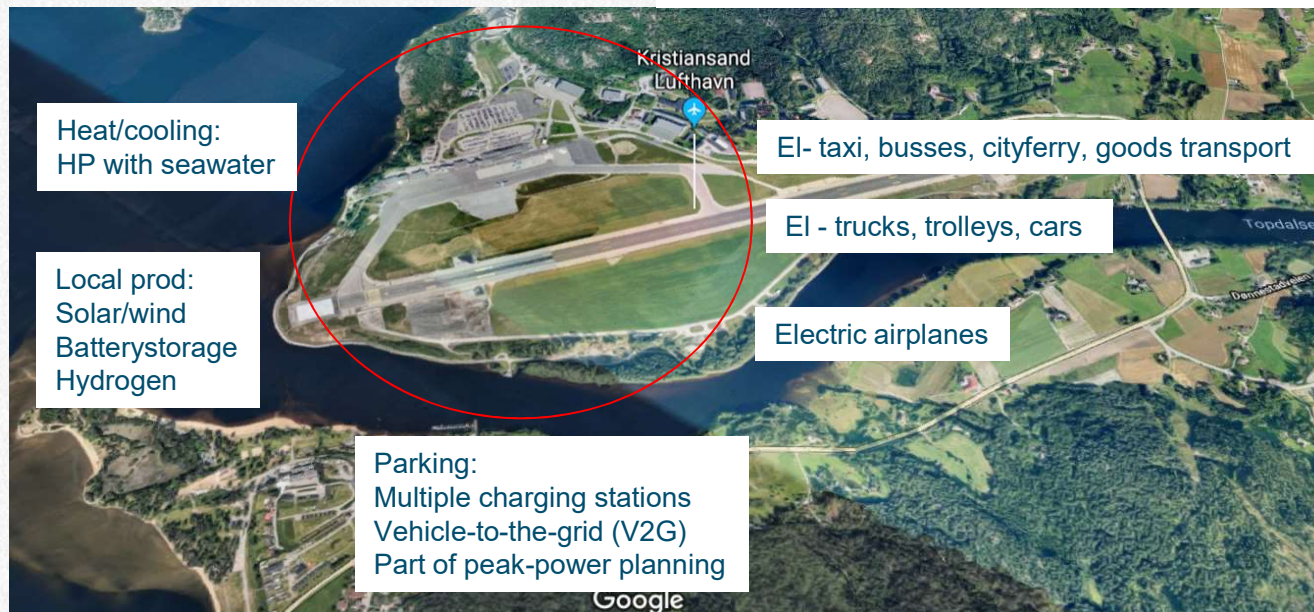 Kristiansand
Lufthavn
Heat/cooling:
HP with seawater
El- taxi, busses, cityferry, goods transport
El - trucks, trolleys, cars
Topdalse
Local prod:
Solar/wind
Batterystorage
Hydrogen
Dønnestadveien
Electric airplanes
Parking:
Multiple charging stations
Vehicle-to-the-grid (V2G)
Part of peak-power planning
Google